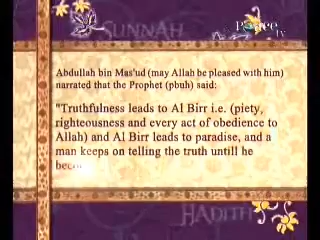 SUNNAH
Peace
tv
Abdullah bin Mas'ud (may Allah be pleased with him)
narrated that the Prophet (pbuh) said:
"Truthfulness leads to Al Birr i.e. (piety,
righteousness and every act of obedience to
Allah) and Al Birr leads to paradise, and a
man keeps on telling the truth untill he
HADITH